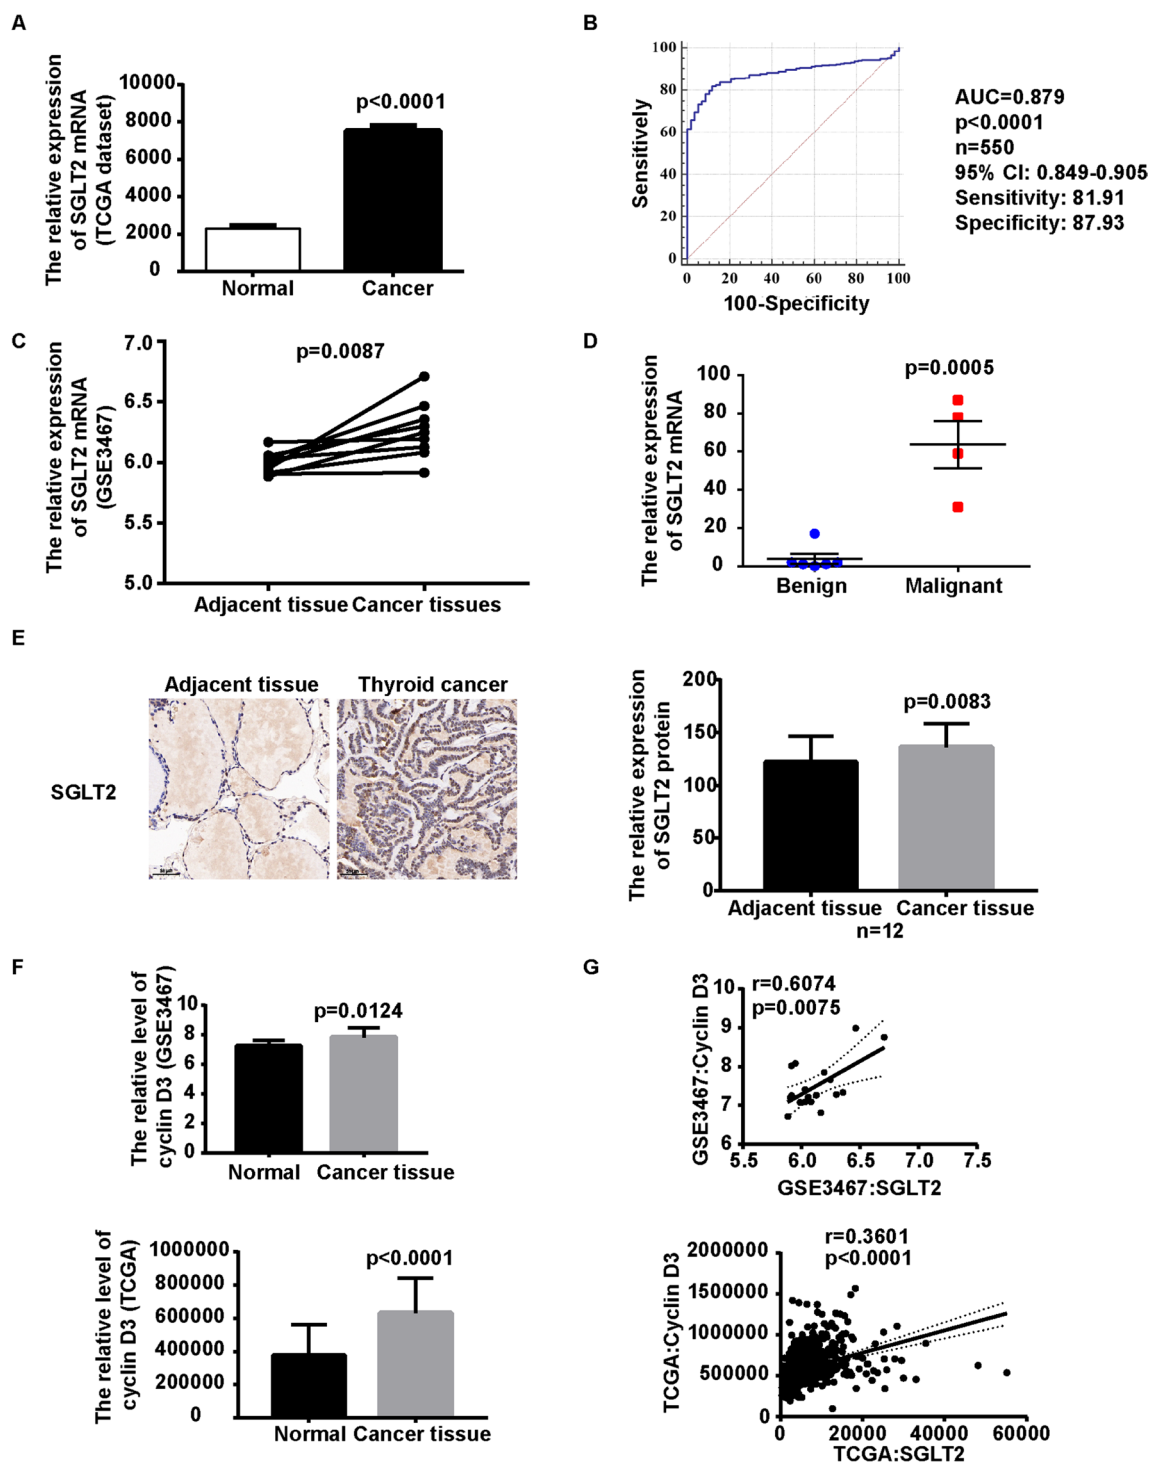 A
The relative expression
of SGLT2 mRNA
(TCGA dataset)
10000
8000
6000
4000
2000
0
p<0.0001
Normal
Cancer
B
Sensitively
100
80
60
40
20
0
0
20
40
60
80
100
100-Specificity
AUC=0.879
p<0.0001
n=550
95% CI: 0.849-0.905
Sensitivity: 81.91
Specificity: 87.93
C
The relative expression
of SGLT2 mRNA
(GSE3467)
7.0
6.5
6.0
5.5
5.0
p=0.0087
Adjacent tissue
Cancer tissues
D
The relative expression
of SGLT2 mRNA
100
80
60
40
20
0
p=0.0005
Benign
Malignant
E
Adjacent tissue
Thyroid cancer
SGLT2
The relative expression
of SGLT2 protein
200
150
100
50
0
p=0.0083
Adjacent tissue
Cancer tissue
n=12
F
The relative level of
cyclin D3 (GSE3467)
10
8
6
4
2
0
p=0.0124
Normal
Cancer tissue
The relative level of
cyclin D3 (TCGA)
1000000
800000
600000
400000
200000
0
p<0.0001
Normal
Cancer tissue
G
GSE3467:Cyclin D3
10
9
8
7
6
r=0.6074
p=0.0075
5.5
6.0
6.5
7.0
7.5
GSE3467:SGLT2
TCGA:Cyclin D3
2000000
1500000
1000000
500000
0
r=0.3601
p<0.0001
0
20000
40000
60000
TCGA:SGLT2